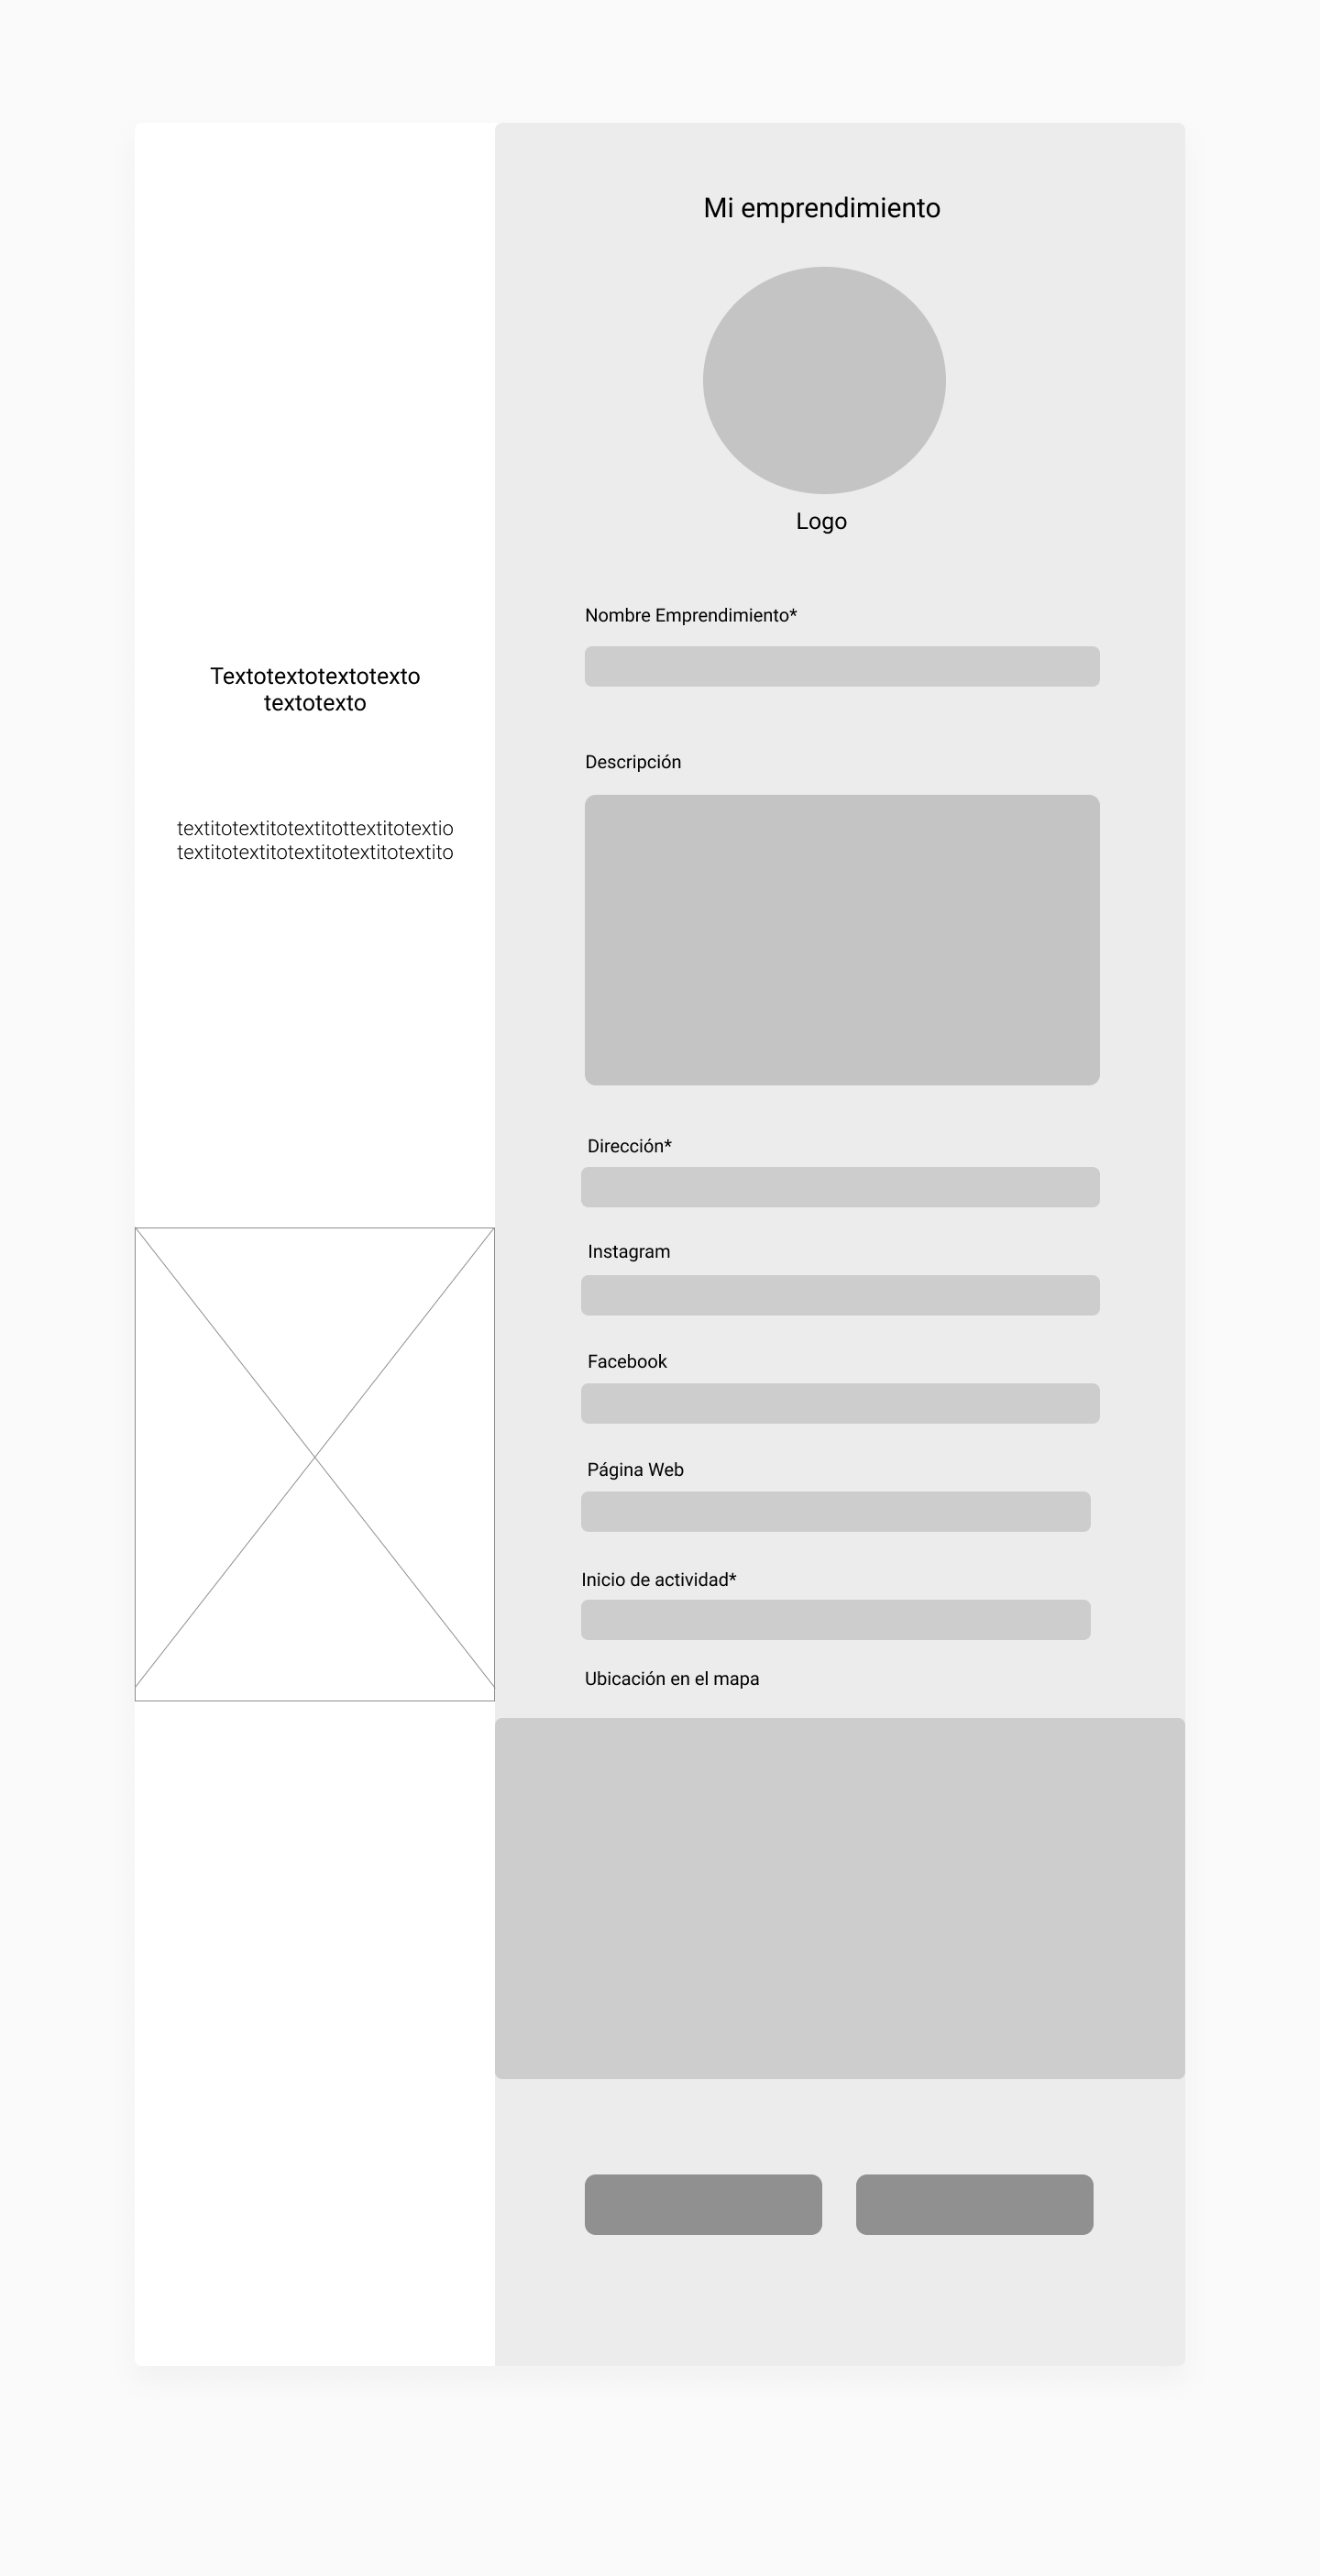 Textotextotextotexto
textotexto
textitotextitotextitottextitotextio
textitotextitotextitotextitotextito
Mi emprendimiento
Logo
Nombre Emprendimiento*
Descripción
Dirección*
Instagram
Facebook
Página Web
Inicio de actividad*
Ubicación en el mapa